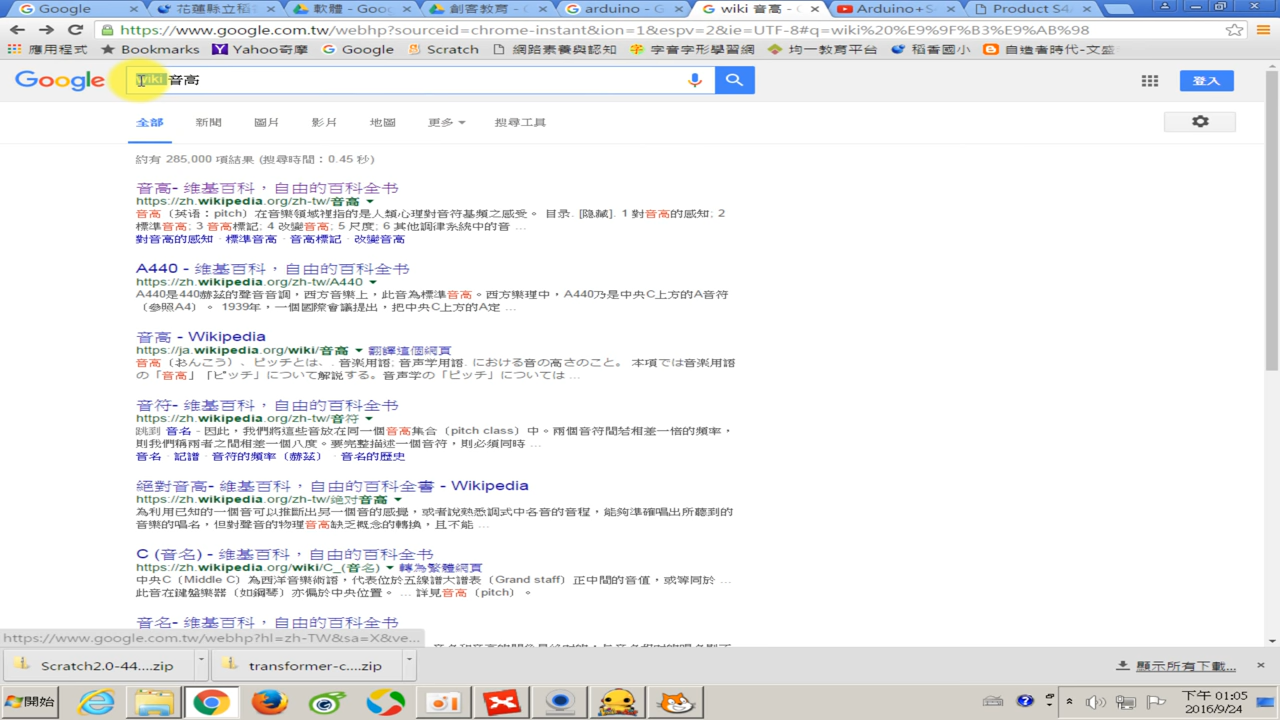 Google
花蓮縣立稻
軟體 - Goo
創客教育 - G
arduino - G
wiki 音高 - G
Arduino+S
Product S4A
https://www.google.com.tw/webhp?sourceid=chrome-instant&ion=1&espv=2&ie=UTF-8#q=wiki%20%E9%9F%B3%E9%AB%98
應用程式 Bookmarks Yahoo奇摩 Google Scratch 網路素養與認知 字音字形學習網 均一教育平台 稻香國小 自造者時代-文盛
Google wiki 音高 登入
全部 新聞 圖片 影片 地圖 更多 搜尋工具
約有 285,000 項結果 (搜尋時間：0.45 秒)
音高- 维基百科，自由的百科全书
https://zh.wikipedia.org/zh-tw/音高
音高（英语：pitch）在音樂領域裡指的是人類心理對音符基頻之感受。 目录. [隐藏]. 1 對音高的感知; 2
標準音高; 3 音高標記; 4 改變音高; 5 尺度; 6 其他調律系統中的音 ...
對音高的感知 · 標準音高 · 音高標記 · 改變音高
A440 - 维基百科，自由的百科全书
https://zh.wikipedia.org/zh-tw/A440
A440是440赫茲的聲音音調，西方音樂上，此音為標準音高。西方樂理中，A440乃是中央C上方的A音符
（參照A4）。 1939年，一個國際會議提出，把中央C上方的A定 ...
音高 - Wikipedia
https://ja.wikipedia.org/wiki/音高 翻譯這個網頁
音高（おんこう）、ピッチとは、. 音楽用語; 音声学用語. における音の高さのこと。 本項では音楽用語
の「音高」「ピッチ」について解説する。音声学の「ピッチ」については ...
音符- 维基百科，自由的百科全书
https://zh.wikipedia.org/zh-tw/音符
跳到 音名 - 因此，我們將這些音放在同一個音高集合（pitch class）中。兩個音符間若相差一倍的頻率，
則我們稱兩者之間相差一個八度。要完整描述一個音符，則必須同時 ...
音名 · 記譜 · 音符的頻率（赫茲） · 音名的歷史
絕對音高- 維基百科，自由的百科全書 - Wikipedia
https://zh.wikipedia.org/zh-tw/绝对音高
為利用已知的一個音可以推斷出另一個音的感覺，或者說熟悉調式中各音的音程，能夠準確唱出所聽到的
音樂的唱名，但對聲音的物理音高缺乏概念的轉換，且不能 ...
C (音名) - 维基百科，自由的百科全书
https://zh.wikipedia.org/wiki/C_(音名) 轉為繁體網頁
中央C（Middle C）為西洋音樂術語，代表位於五線譜大譜表（Grand staff）正中間的音值，或等同於 ...
此音在鍵盤樂器（如鋼琴）亦偏於中央位置。 ... 詳見音高（pitch）。
音名- 维基百科，自由的百科全书
https://www.google.com.tw/webhp?hl=zh-TW&sa=X&ve...
Scratch2.0-44....zip transformer-c....zip 顯示所有下載...
開始 下午 01:05
2016/9/24